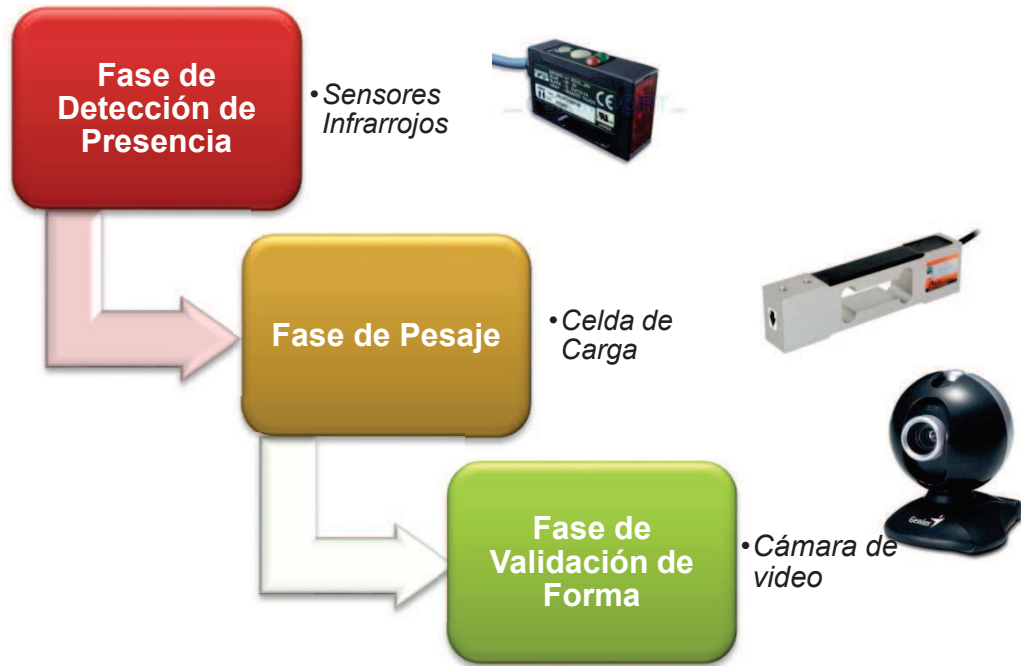 Fase de
Detección de
Presencia
• Sensores
Infrarrojos
Fase de Pesaje
• Celda de
Carga
Fase de
Validación de
Forma
• Cámara de
video
Genius